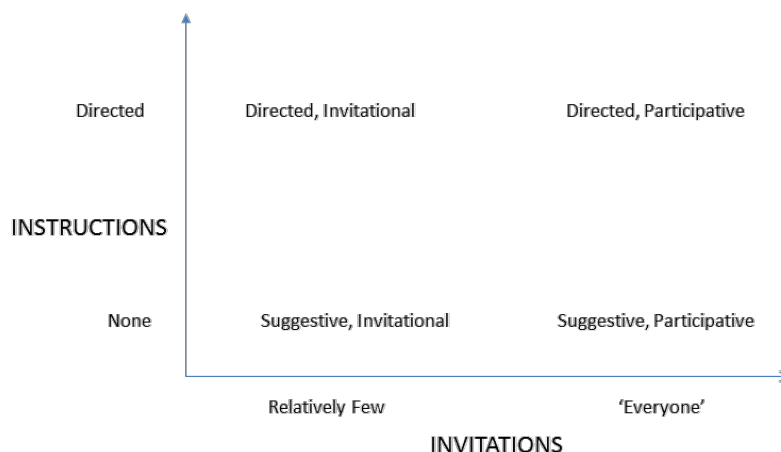 Directed
Directed, Invitational
Directed, Participative
INSTRUCTIONS
None
Suggestive, Invitational
Suggestive, Participative
Relatively Few
‘Everyone’
INVITATIONS